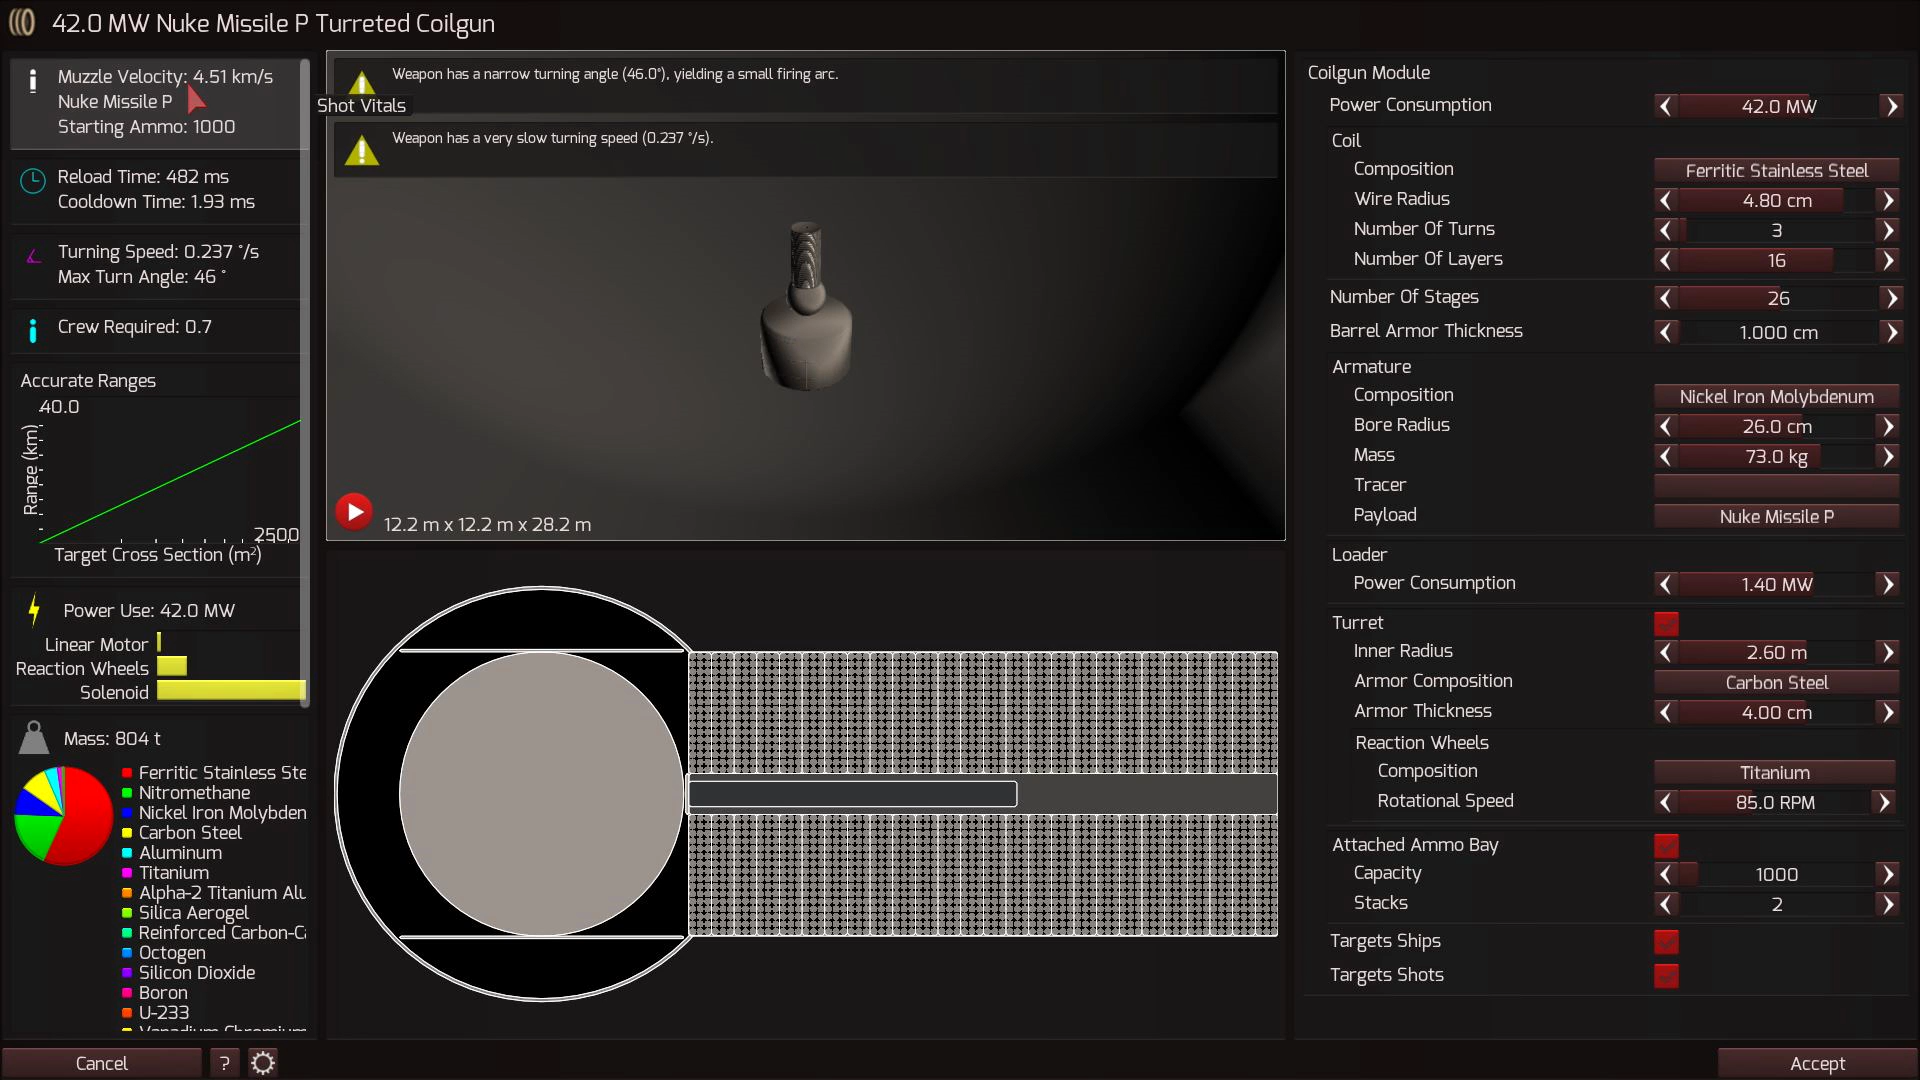 42.0 MW Nuke Missile P Turreted Coilgun
Muzzle Velocity: 4.51 km/s
Nuke Missile P
Starting Ammo: 1000
Shot Vitals
Reload Time: 482 ms
Cooldown Time: 1.93 ms
Turning Speed: 0.237 °/s
Max Turn Angle: 46 °
Crew Required: 0.7
Accurate Ranges
40.0
Range (km)
2500
Target Cross Section (m²)
Power Use: 42.0 MW
Linear Motor
Reaction Wheels
Solenoid
Mass: 804 t
Ferritic Stainless Ste
Nitromethane
Nickel Iron Molybden
Carbon Steel
Aluminum
Titanium
Alpha-2 Titanium Alu
Silica Aerogel
Reinforced Carbon-Ca
Octogen
Silicon Dioxide
Boron
U-233
Vanadium Chromium
Cancel
?
Weapon has a narrow turning angle (46.0°), yielding a small firing arc.
Weapon has a very slow turning speed (0.237 °/s).
12.2 m x 12.2 m x 28.2 m
Coilgun Module
Power Consumption 42.0 MW
Coil
Composition Ferritic Stainless Steel
Wire Radius 4.80 cm
Number Of Turns 3
Number Of Layers 16
Number Of Stages 26
Barrel Armor Thickness 1.000 cm
Armature
Composition Nickel Iron Molybdenum
Bore Radius 26.0 cm
Mass 73.0 kg
Tracer
Payload Nuke Missile P
Loader
Power Consumption 1.40 MW
Turret
Inner Radius 2.60 m
Armor Composition Carbon Steel
Armor Thickness 4.00 cm
Reaction Wheels
Composition Titanium
Rotational Speed 85.0 RPM
Attached Ammo Bay
Capacity 1000
Stacks 2
Targets Ships
Targets Shots
Accept